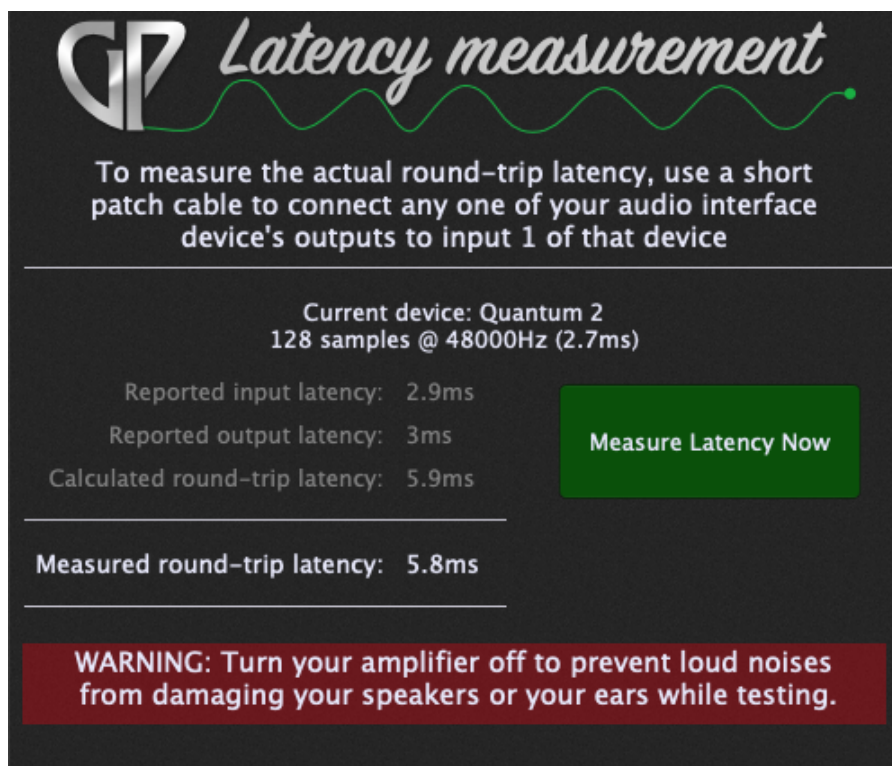 GP Latency measurement
To measure the actual round-trip latency, use a short
patch cable to connect any one of your audio interface
device's outputs to input 1 of that device
Current device: Quantum 2
128 samples @ 48000Hz (2.7ms)
Reported input latency: 2.9ms
Reported output latency: 3ms
Calculated round-trip latency: 5.9ms
Measure Latency Now
Measured round-trip latency: 5.8ms
WARNING: Turn your amplifier off to prevent loud noises
from damaging your speakers or your ears while testing.